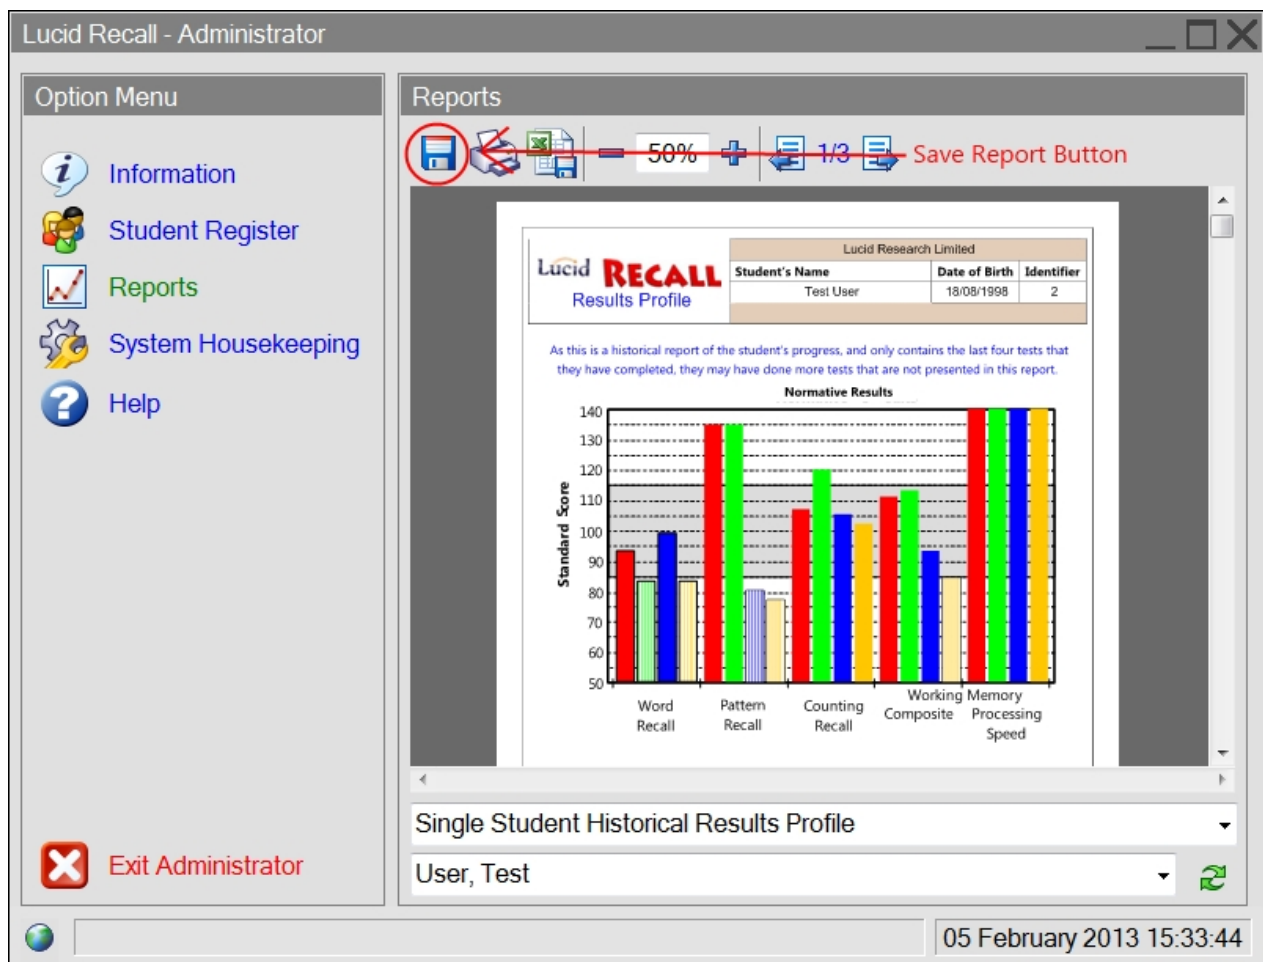 Lucid Recall - Administrator
Option Menu
Information
Student Register
Reports
System Housekeeping
Help
Exit Administrator
Reports
50%
1/3
Save Report Button
Lucid RECALL
Results Profile
Lucid Research Limited
Student's Name Date of Birth Identifier
Test User 18/08/1998 2
As this is a historical report of the student's progress, and only contains the last four tests that
they have completed, they may have done more tests that are not presented in this report.
Normative Results
Standard Score
140
130
120
110
100
90
80
70
60
50
Word
Recall
Pattern
Recall
Counting
Recall
Working Memory
Composite Processing
Speed
Single Student Historical Results Profile
User, Test
05 February 2013 15:33:44